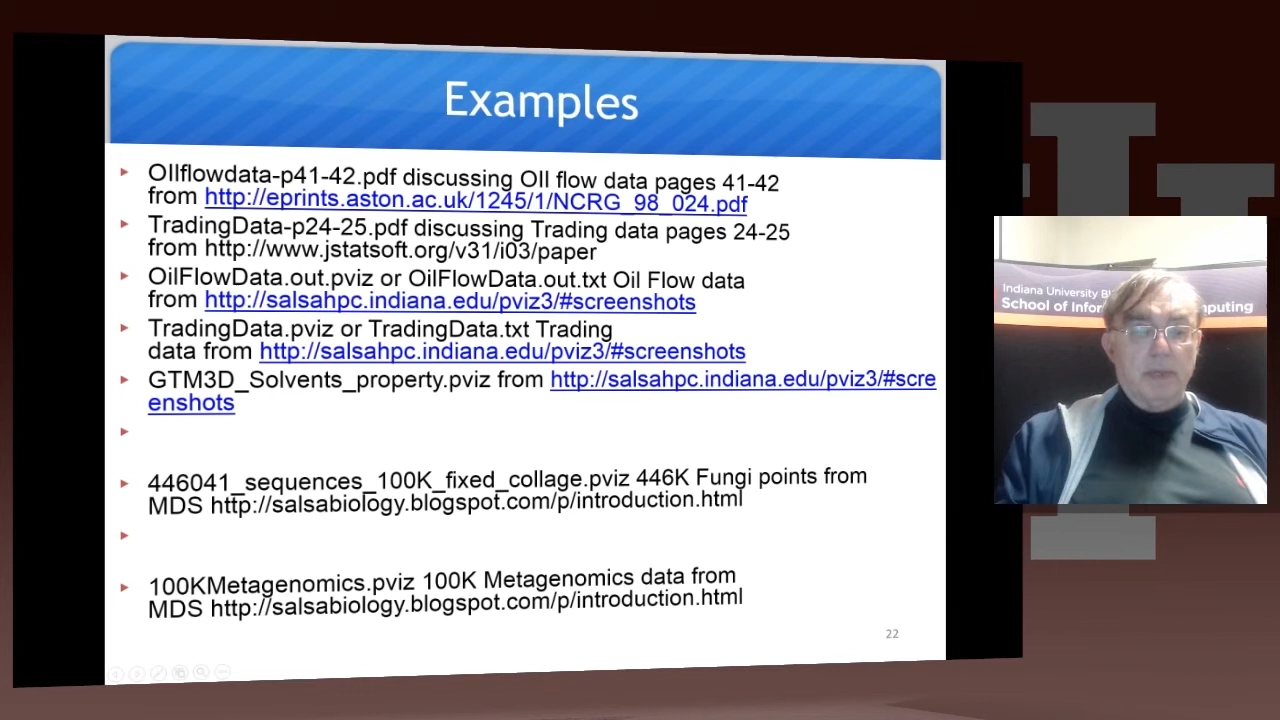 Examples
OIlflowdata-p41-42.pdf discussing OIl flow data pages 41-42
from http://eprints.aston.ac.uk/1245/1/NCRG_98_024.pdf
TradingData-p24-25.pdf discussing Trading data pages 24-25
from http://www.jstatsoft.org/v31/i03/paper
OilFlowData.out.pviz or OilFlowData.out.txt Oil Flow data
from http://salsahpc.indiana.edu/pviz3/#screenshots
TradingData.pviz or TradingData.txt Trading
data from http://salsahpc.indiana.edu/pviz3/#screenshots
GTM3D_Solvents_property.pviz from http://salsahpc.indiana.edu/pviz3/#scre
enshots
446041_sequences_100K_fixed_collage.pviz 446K Fungi points from
MDS http://salsabiology.blogspot.com/p/introduction.html
100KMetagenomics.pviz 100K Metagenomics data from
MDS http://salsabiology.blogspot.com/p/introduction.html
22
Indiana University
School of